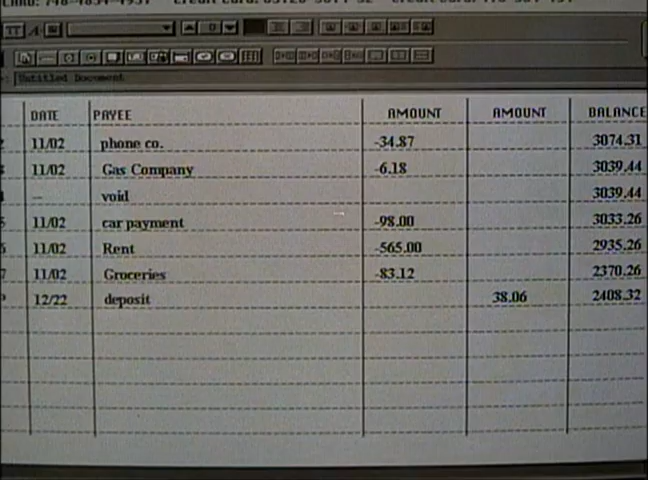 Untitled Document
DATE PAYEE AMOUNT AMOUNT BALANCE
11/02 phone co. -34.87 3074.31
11/02 Gas Company -6.18 3039.44
-- void 3039.44
11/02 car payment -98.00 3033.26
11/02 Rent -565.00 2935.26
11/02 Groceries -83.12 2370.26
12/22 deposit 38.06 2408.32